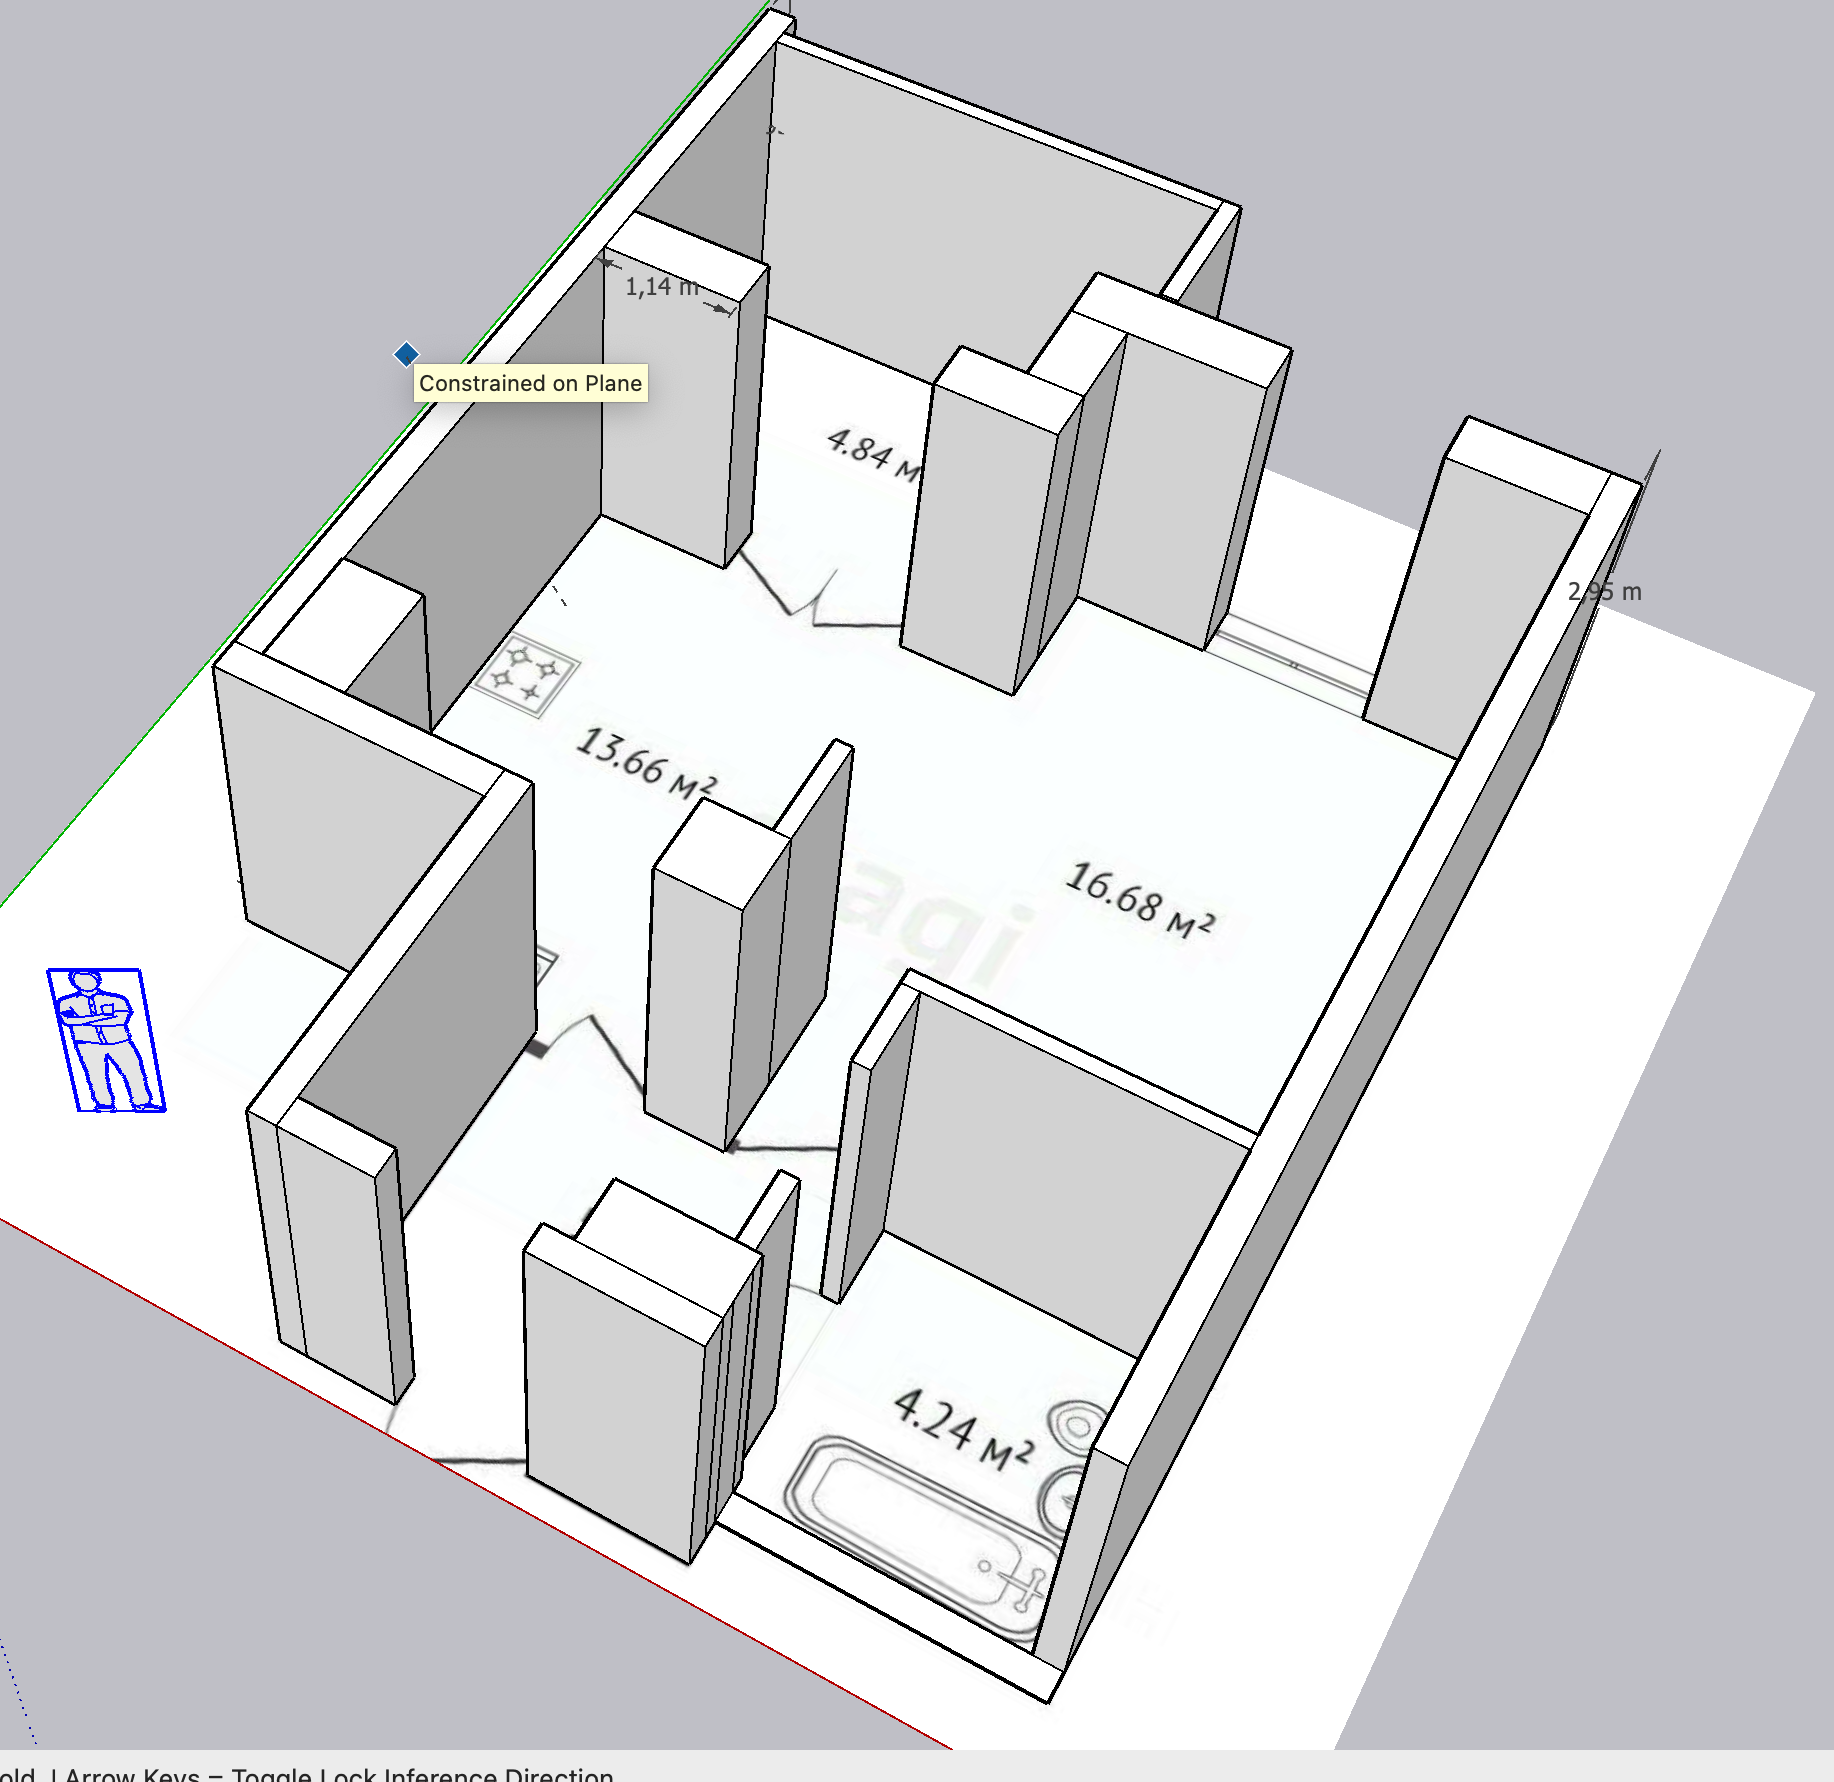 1,14 m
Constrained on Plane
4.84 м
2,95 m
13.66 м²
16.68 м²
agi
4.24 м²
old. | Arrow Keys = Toggle Lock Inference Direction